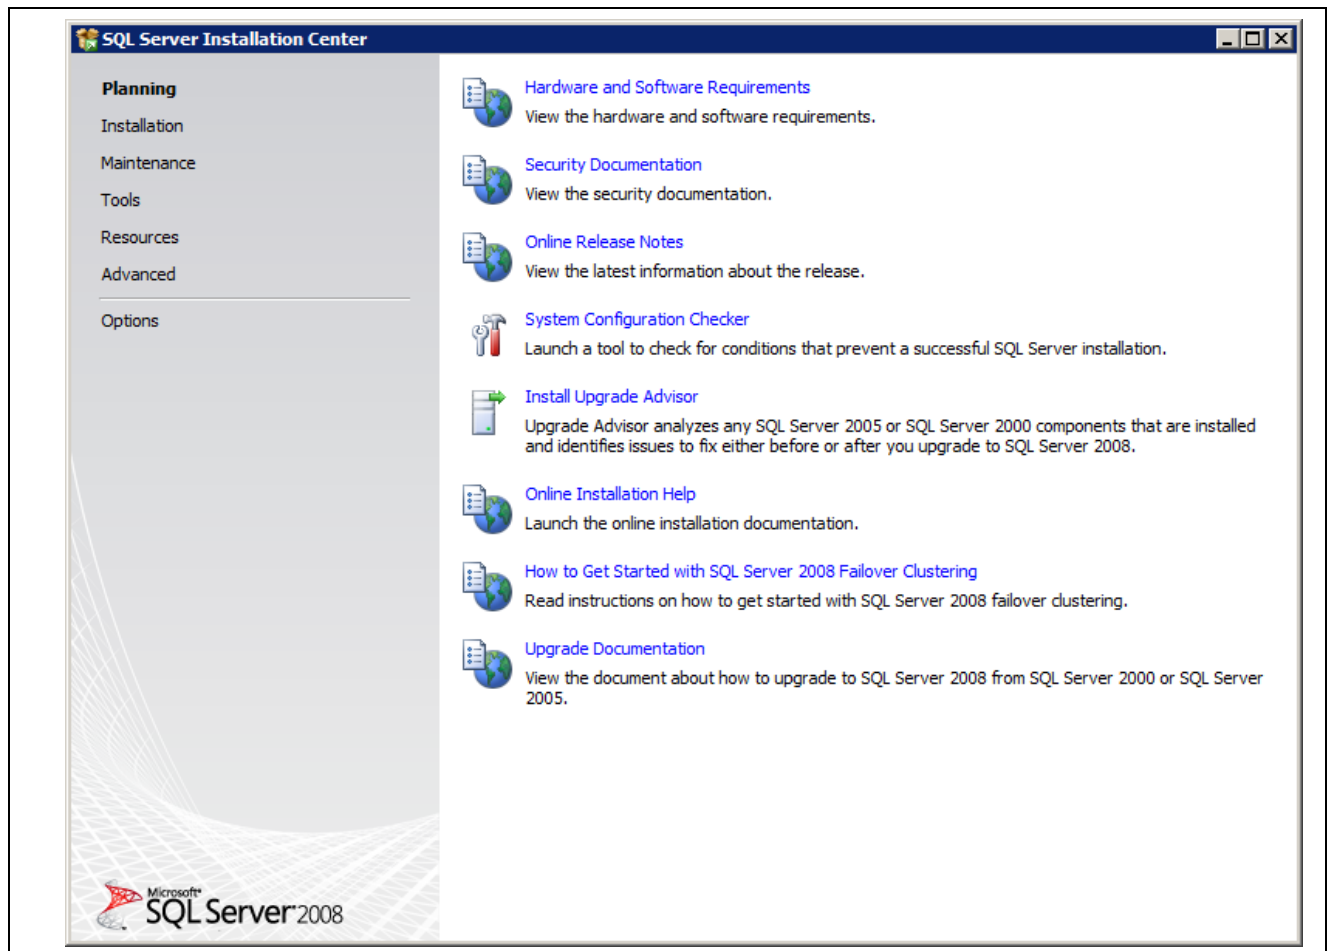 SQL Server Installation Center
Planning
Installation
Maintenance
Tools
Resources
Advanced
Options
Hardware and Software Requirements
View the hardware and software requirements.
Security Documentation
View the security documentation.
Online Release Notes
View the latest information about the release.
System Configuration Checker
Launch a tool to check for conditions that prevent a successful SQL Server installation.
Install Upgrade Advisor
Upgrade Advisor analyzes any SQL Server 2005 or SQL Server 2000 components that are installed
and identifies issues to fix either before or after you upgrade to SQL Server 2008.
Online Installation Help
Launch the online installation documentation.
How to Get Started with SQL Server 2008 Failover Clustering
Read instructions on how to get started with SQL Server 2008 failover clustering.
Upgrade Documentation
View the document about how to upgrade to SQL Server 2008 from SQL Server 2000 or SQL Server
2005.
Microsoft®
SQL Server 2008